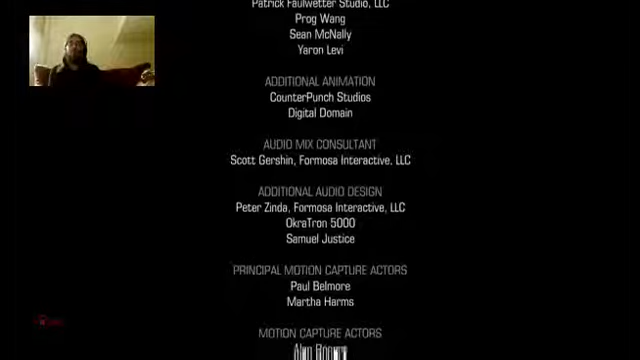 Patrick Faulwetter Studio, LLC
Prog Wang
Sean McNally
Yaron Levi
ADDITIONAL ANIMATION
CounterPunch Studios
Digital Domain
AUDIO MIX CONSULTANT
Scott Gershin, Formosa Interactive, LLC
ADDITIONAL AUDIO DESIGN
Peter Zinda, Formosa Interactive, LLC
OkraTron 5000
Samuel Justice
PRINCIPAL MOTION CAPTURE ACTORS
Paul Belmore
Martha Harms
MOTION CAPTURE ACTORS